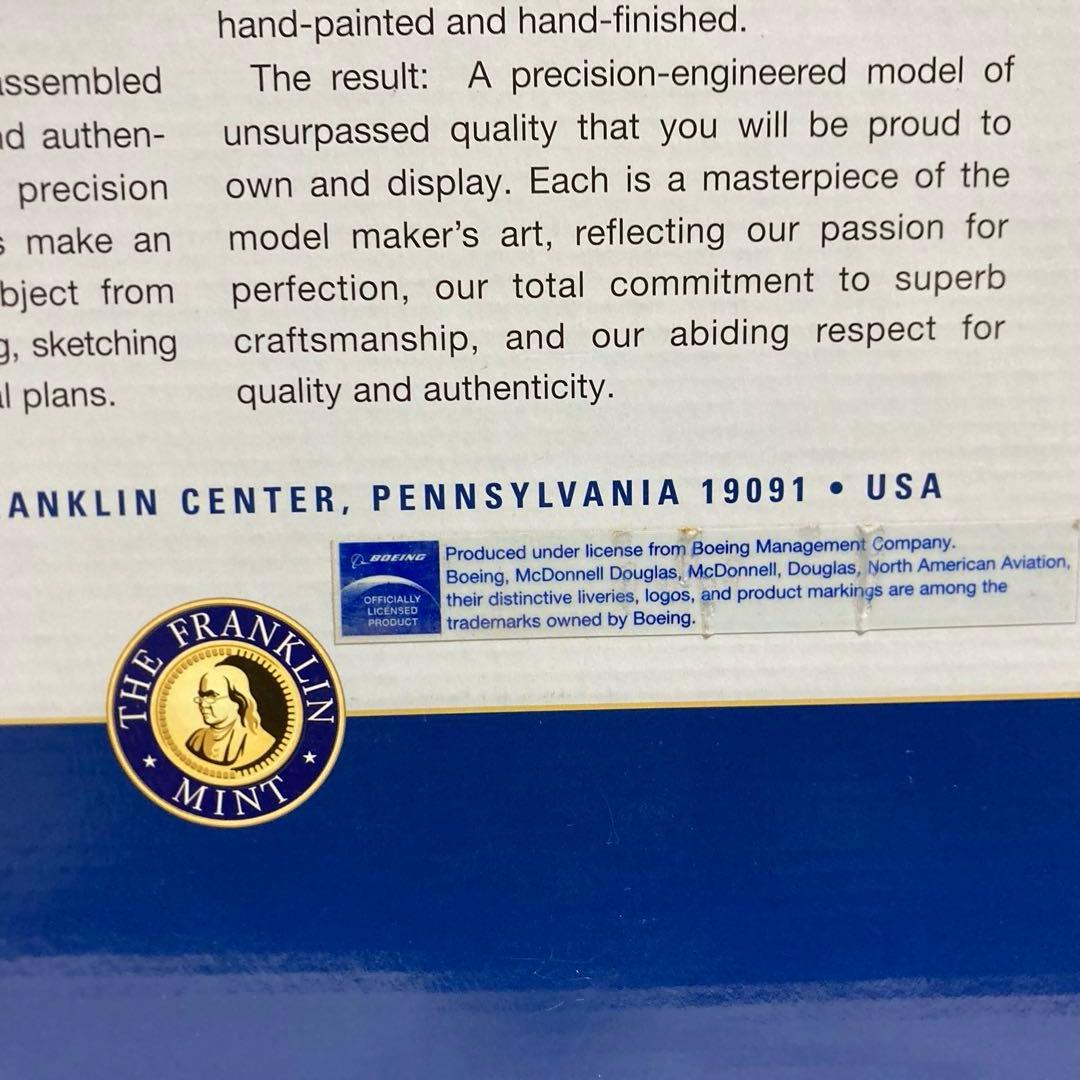 assembled
authen-
precision
make an
from
sketching
plans.
hand-painted and hand-finished.
The result: A precision-engineered model of
unsurpassed quality that you will be proud to
own and display. Each is a masterpiece of the
model maker's art, reflecting our passion for
perfection, our total commitment to superb
craftsmanship, and our abiding respect for
quality and authenticity.
ANKLIN CENTER, PENNSYLVANIA 19091 • USA
BOEING
OFFICIALLY
LICENSED
PRODUCT
Produced under license from Boeing Management Company.
Boeing, McDonnell Douglas, McDonnell, Douglas, North American Aviation,
their distinctive liveries, logos, and product markings are among the
trademarks owned by Boeing.
THE FRANKLIN
MINT